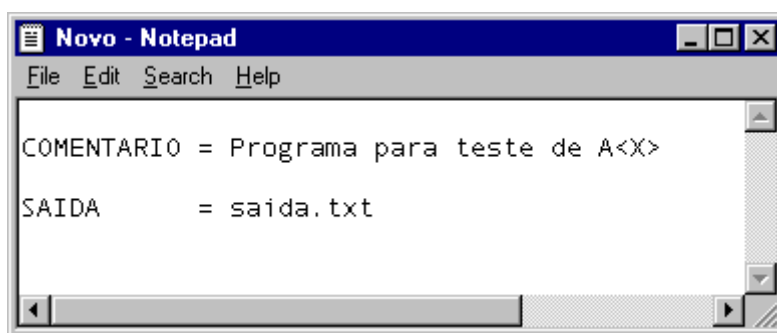 Novo - Notepad
File Edit Search Help
COMENTARIO = Programa para teste de A<X>
SAIDA      = saida.txt